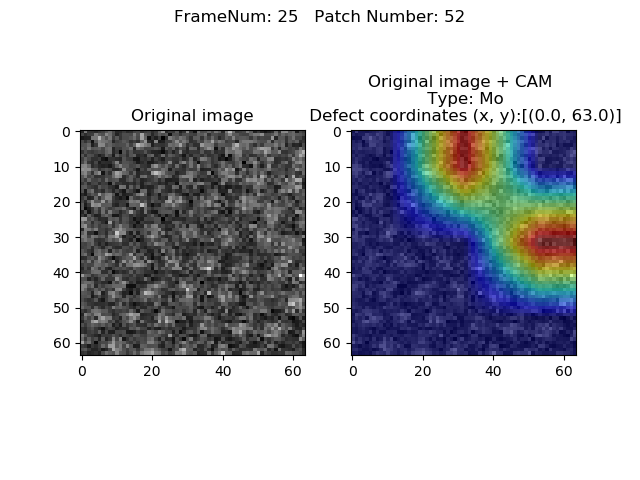 FrameNum: 25   Patch Number: 52
Original image
Original image + CAM
Type: Mo
Defect coordinates (x, y):[(0.0, 63.0)]
0
10
20
30
40
50
60
0 20 40 60
0
10
20
30
40
50
60
0 20 40 60